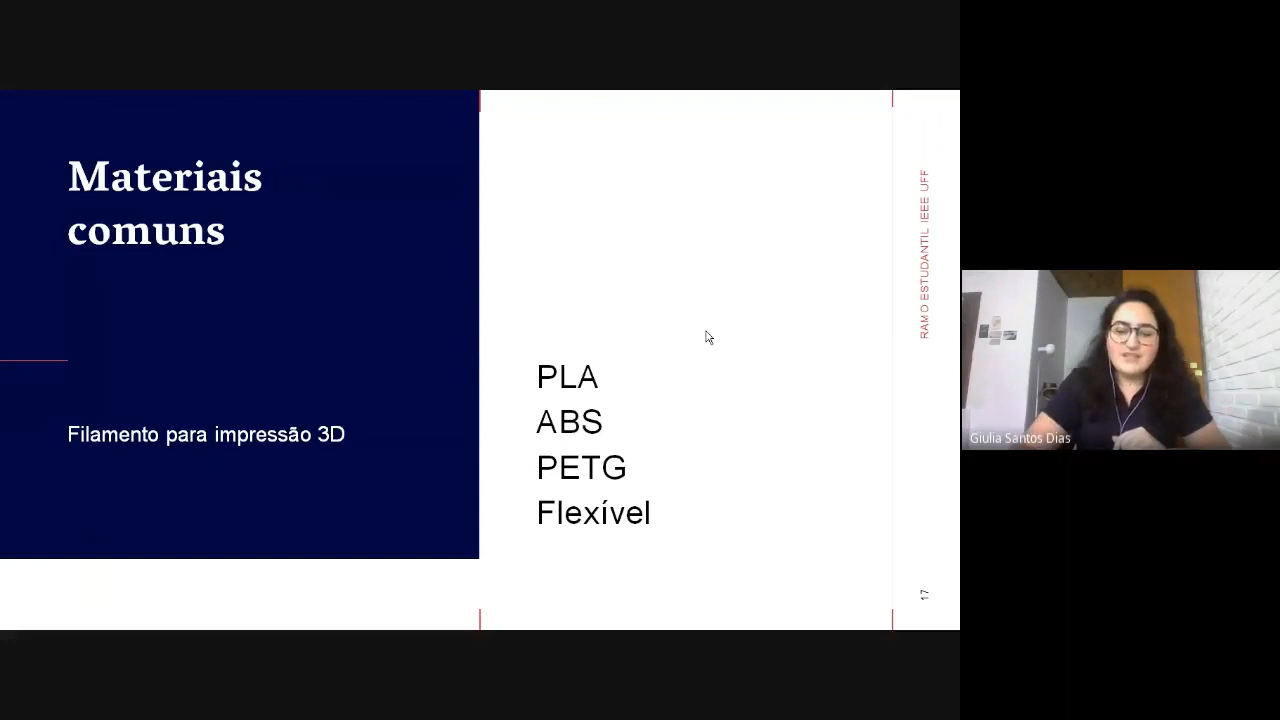 Materiais
comuns
Filamento para impressão 3D
PLA
ABS
PETG
Flexível
RAMO ESTUDANTIL IEEE UFF
17
Giulia Santos Dias